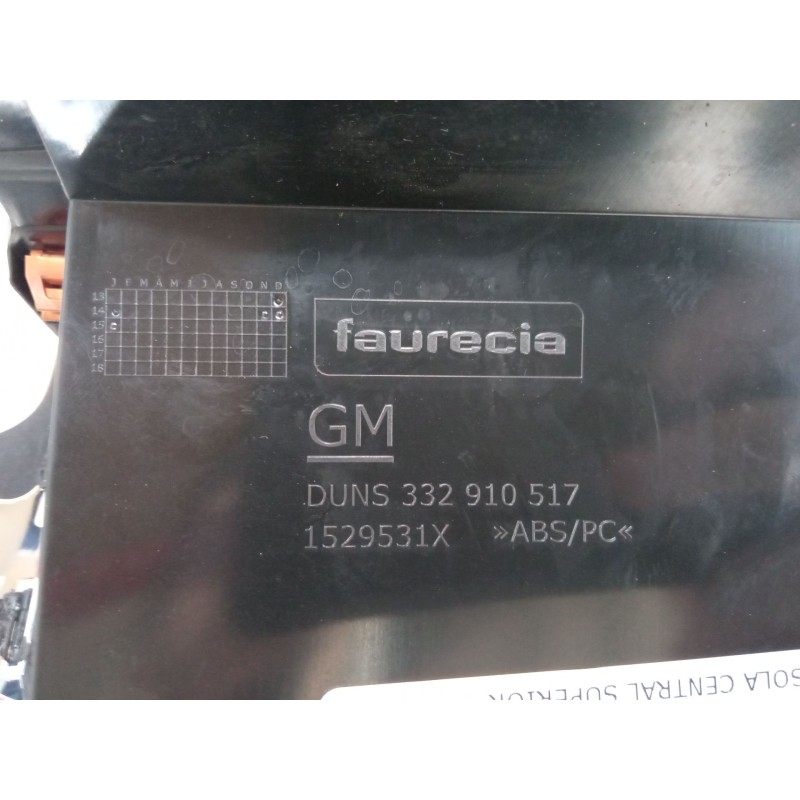 J F M A M J J A S O N D
13
14
15
16
17
18
faurecia
GM
DUNS 332 910 517
1529531X »ABS/PC«
SOLA CENTRAL SUPERIOR